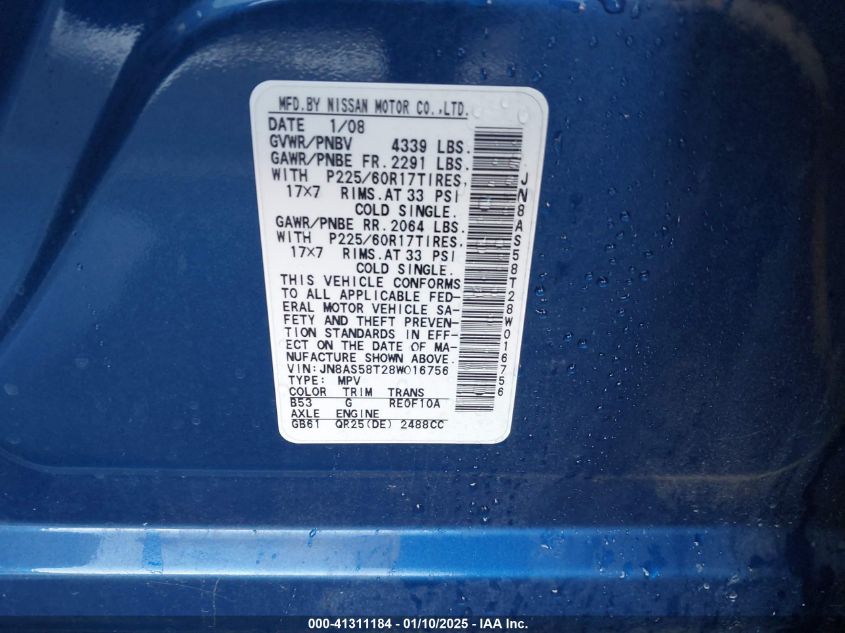 MFD.BY NISSAN MOTOR CO.,LTD.
DATE 1/08
GVWR/PNBV 4339 LBS.
GAWR/PNBE FR. 2291 LBS.
WITH P225/60R17TIRES,
17×7 RIMS.AT 33 PSI
COLD SINGLE.
GAWR/PNBE RR. 2064 LBS.
WITH P225/60R17TIRES,
17×7 RIMS.AT 33 PSI
COLD SINGLE.
THIS VEHICLE CONFORMS
TO ALL APPLICABLE FED-
ERAL MOTOR VEHICLE SA-
FETY AND THEFT PREVEN-
TION STANDARDS IN EFF-
ECT ON THE DATE OF MA-
NUFACTURE SHOWN ABOVE.
VIN:JN8AS58T28W016756
TYPE: MPV
COLOR TRIM TRANS
B53 G RE0F10A
AXLE ENGINE
GB61 QR25(DE) 2488CC
JN8AS58T28W016756
000-41311184 - 01/10/2025 - IAA Inc.